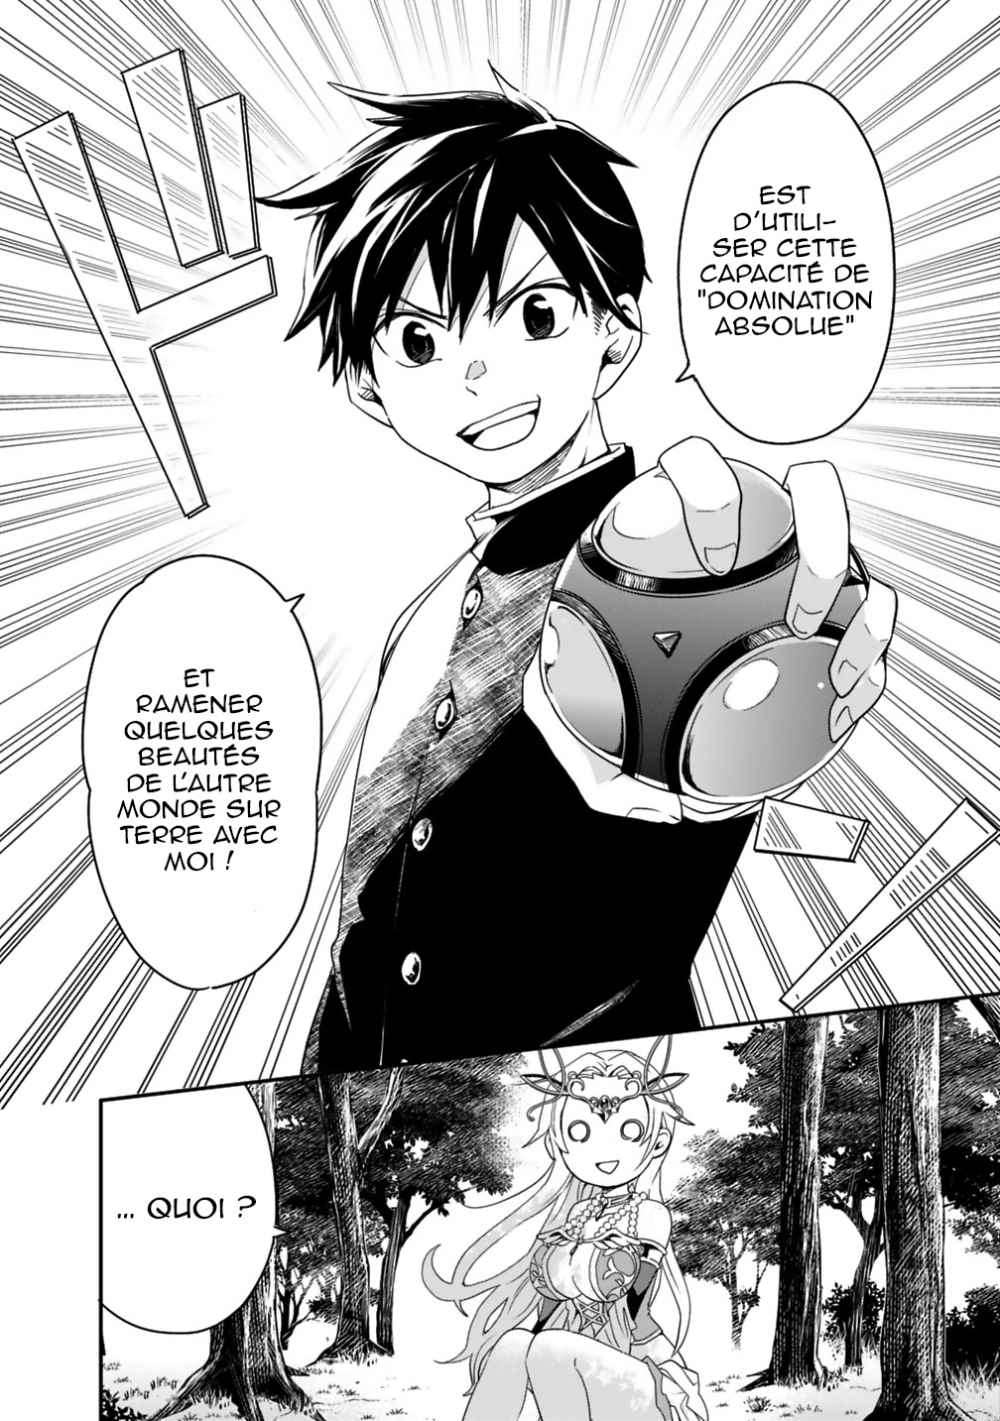 EST
D'UTILI-
SER CETTE
CAPACITÉ DE
"DOMINATION
ABSOLUE"
ET
RAMENER
QUELQUES
BEAUTÉS
DE L'AUTRE
MONDE SUR
TERRE AVEC
MOI !
... QUOI ?